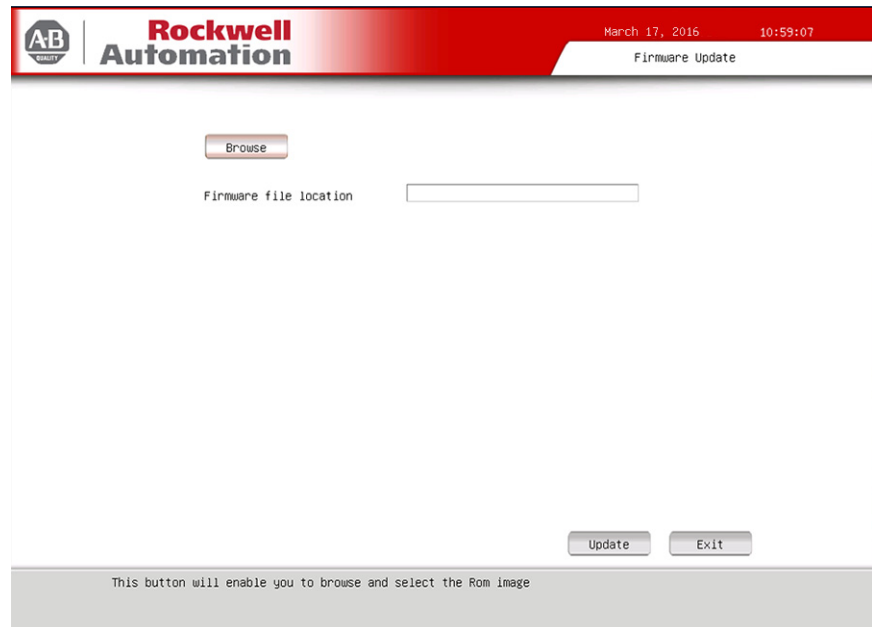 A·B
QUALITY
Rockwell
Automation
March 17, 2016 10:59:07
Firmware Update
Browse
Firmware file location
Update Exit
This button will enable you to browse and select the Rom image